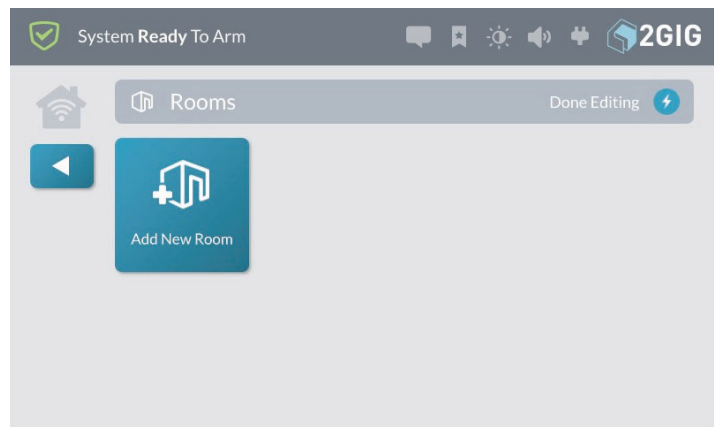 System Ready To Arm
2GIG
Rooms
Done Editing
Add New Room